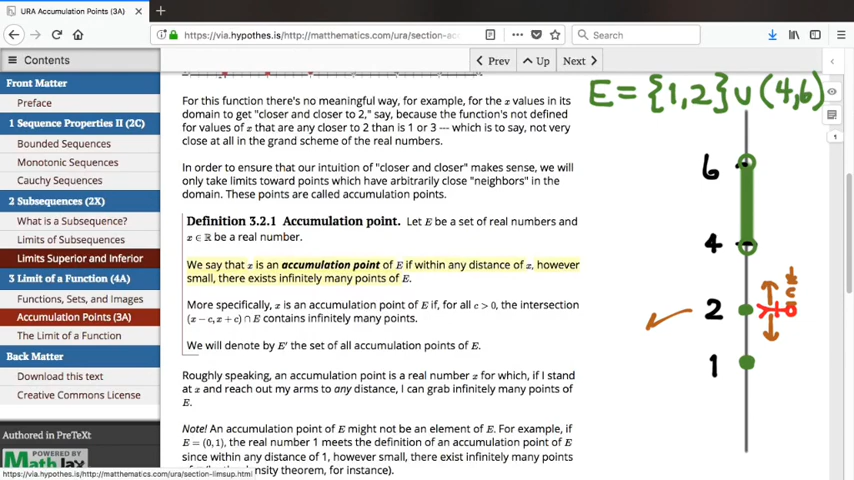 URA Accumulation Points (3A)
https://via.hypothes.is/http://matthematics.com/ura/section-acc
Search
Contents
Prev
Up
Next
Front Matter
Preface
1 Sequence Properties II (2C)
Bounded Sequences
Monotonic Sequences
Cauchy Sequences
2 Subsequences (2X)
What is a Subsequence?
Limits of Subsequences
Limits Superior and Inferior
3 Limit of a Function (4A)
Functions, Sets, and Images
Accumulation Points (3A)
Back Matter
Download this text
Creative Commons License
Authored in PreTeXt
POWERED BY
MathJax
https://via.hypothes.is/http://matthematics.com/ura/section-limsup.html
For this function there's no meaningful way, for example, for the x values in its
domain to get "closer and closer to 2," say, because the function's not defined
for values of x that are any closer to 2 than is 1 or 3 --- which is to say, not very
close at all in the grand scheme of the real numbers.
In order to ensure that our intuition of "closer and closer" makes sense, we will
only take limits toward points which have arbitrarily close "neighbors" in the
domain. These points are called accumulation points.
Definition 3.2.1 Accumulation point. Let E be a set of real numbers and
x ∈ ℝ be a real number.
We say that x is an accumulation point of E if within any distance of x, however
small, there exists infinitely many points of E.
More specifically, x is an accumulation point of E if, for all c > 0, the intersection
(x − c, x + c) ∩ E contains infinitely many points.
We will denote by E′ the set of all accumulation points of E.
Roughly speaking, an accumulation point is a real number x for which, if I stand
at x and reach out my arms to any distance, I can grab infinitely many points of
E.
Note! An accumulation point of E might not be an element of E. For example, if
E = (0, 1), the real number 1 meets the definition of an accumulation point of E
since within any distance of 1, however small, there exist infinitely many points
E = {1,2} ∪ (4,6)
6
4
2
c
1
1